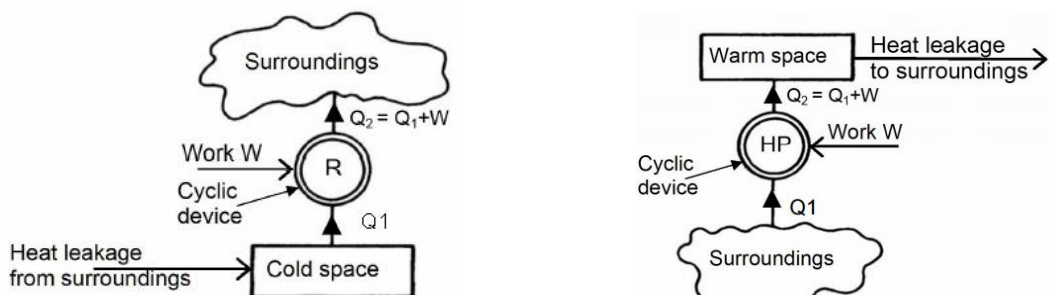 Surroundings
Q₂ = Q₁+W
Work W
R
Cyclic
device
Q1
Heat leakage
from surroundings
Cold space
Warm space
Heat leakage
to surroundings
Q₂ = Q₁+W
HP
Work W
Cyclic
device
Q1
Surroundings